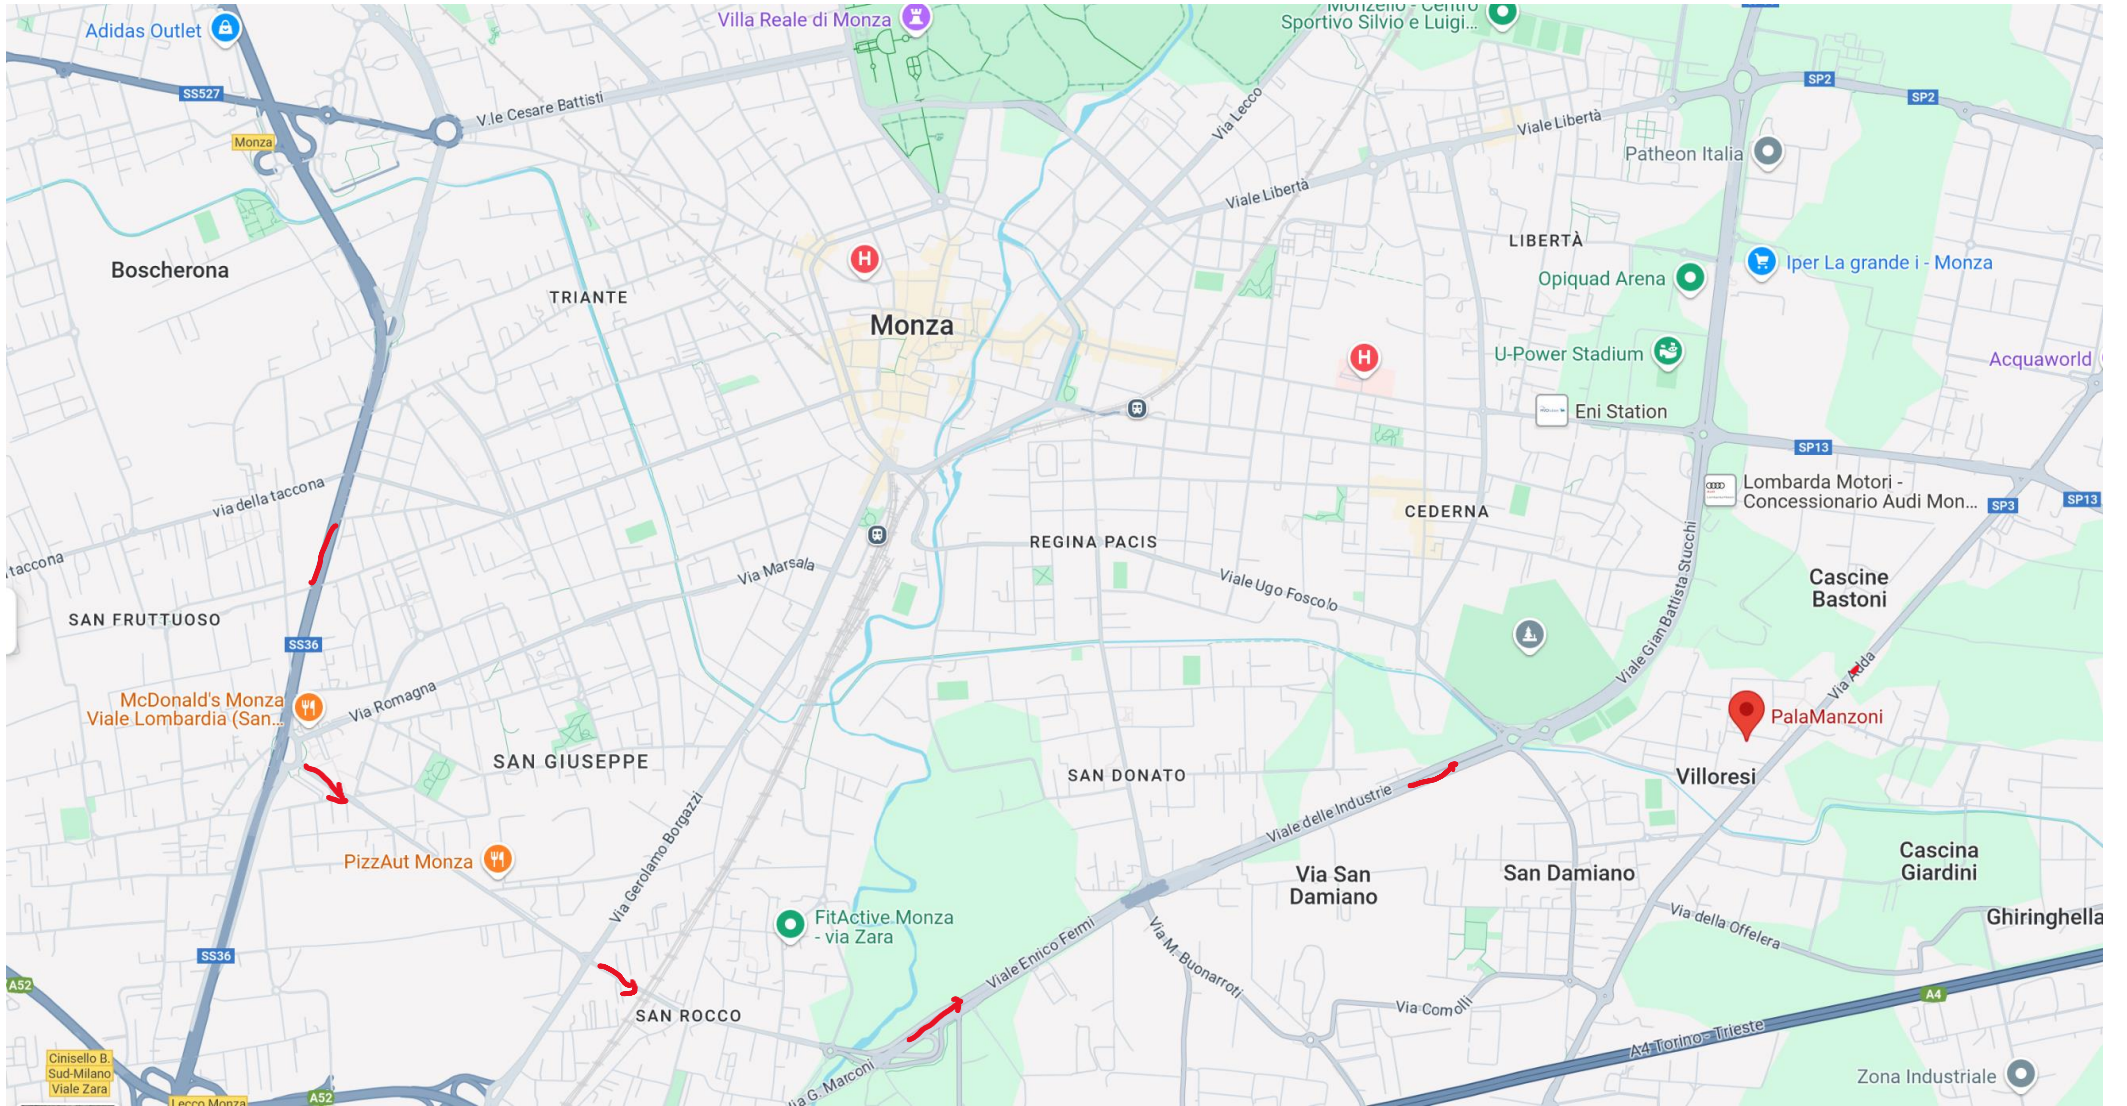 Adidas Outlet
Villa Reale di Monza
Monzello - Centro
Sportivo Silvio e Luigi...
SS527
V.le Cesare Battisti
Monza
Via Lecco
Viale Libertà
SP2
SP2
Patheon Italia
Viale Libertà
Boscherona
TRIANTE
Monza
LIBERTÀ
Opiquad Arena
Iper La grande i - Monza
U-Power Stadium
Acquaworld
Eni Station
SP13
Lombarda Motori -
Concessionario Audi Mon...
SP3
SP13
via della taccona
taccona
CEDERNA
REGINA PACIS
Via Marsala
Viale Ugo Foscolo
Viale Gian Battista Stucchi
Cascine
Bastoni
SAN FRUTTUOSO
SS36
McDonald's Monza
Viale Lombardia (San...
Via Romagna
Via Adda
PalaManzoni
SAN GIUSEPPE
SAN DONATO
Villoresi
Viale delle Industrie
Via Gerolamo Borgazzi
PizzAut Monza
Via San
Damiano
San Damiano
Cascina
Giardini
FitActive Monza
- via Zara
Via della Offelera
Ghiringhella
Viale Enrico Fermi
Via M. Buonarroti
SS36
A52
SAN ROCCO
Via Comolli
A4
A4 Torino - Trieste
Cinisello B.
Sud-Milano
Viale Zara
Via G. Marconi
Zona Industriale
A52
Lecco Monza
H
H